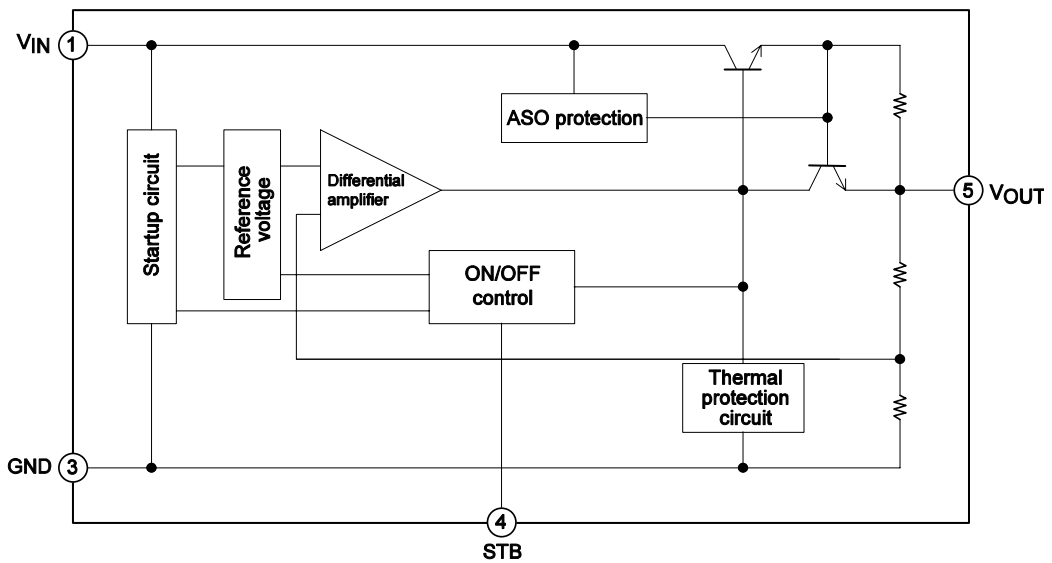 VIN
1
ASO protection
Startup circuit
Reference
voltage
Differential
amplifier
5
VOUT
ON/OFF
control
Thermal
protection
circuit
GND
3
4
STB